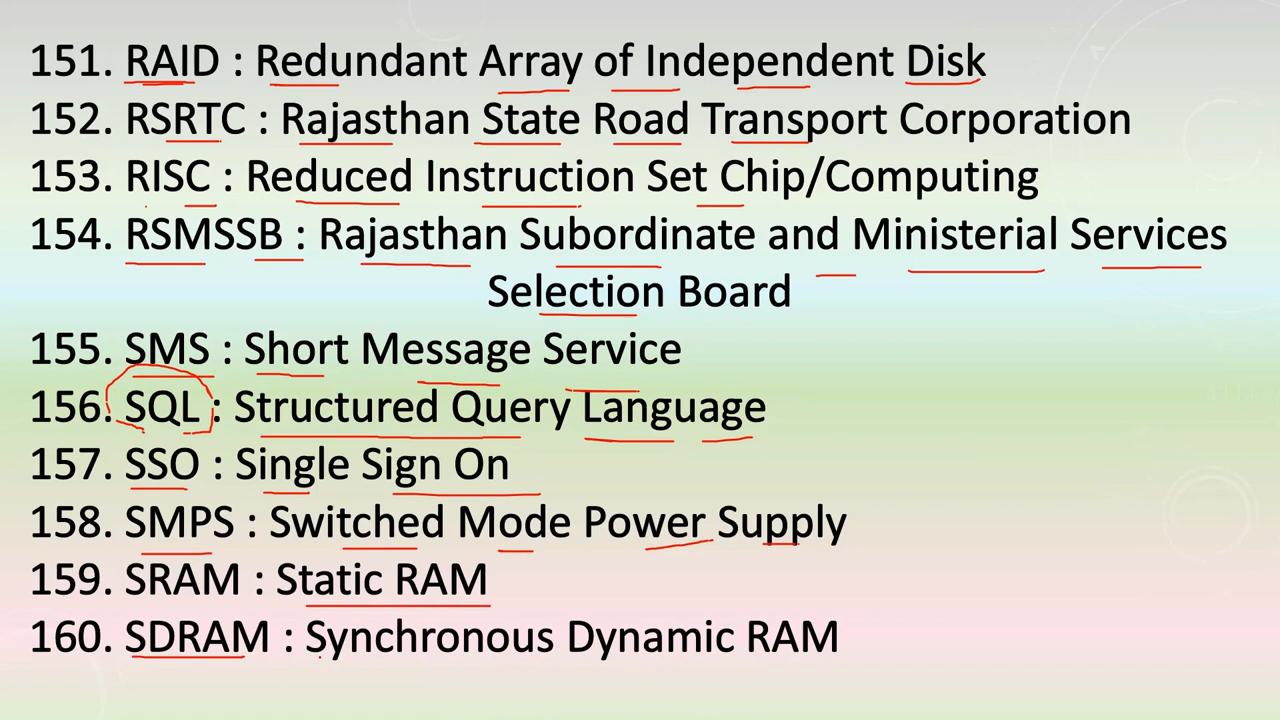 151. RAID : Redundant Array of Independent Disk
152. RSRTC : Rajasthan State Road Transport Corporation
153. RISC : Reduced Instruction Set Chip/Computing
154. RSMSSB : Rajasthan Subordinate and Ministerial Services
Selection Board
155. SMS : Short Message Service
156. SQL : Structured Query Language
157. SSO : Single Sign On
158. SMPS : Switched Mode Power Supply
159. SRAM : Static RAM
160. SDRAM : Synchronous Dynamic RAM